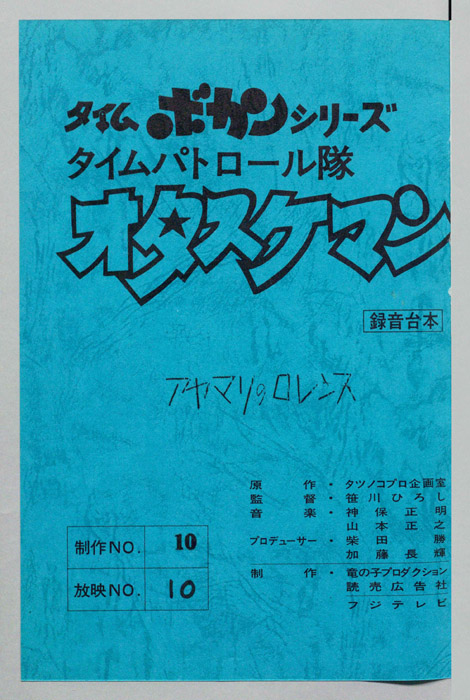 タイム ボカンシリーズ
タイムパトロール隊
オタスケマン
録音台本
アヤマリのロレンス
原作・タツノコプロ企画室
監督・笹川ひろし
音楽・神保正明
山本正之
プロデューサー・柴田勝
加藤長輝
制作・竜の子プロダクション
読売広告社
フジテレビ
制作NO. 10
放映NO. 10